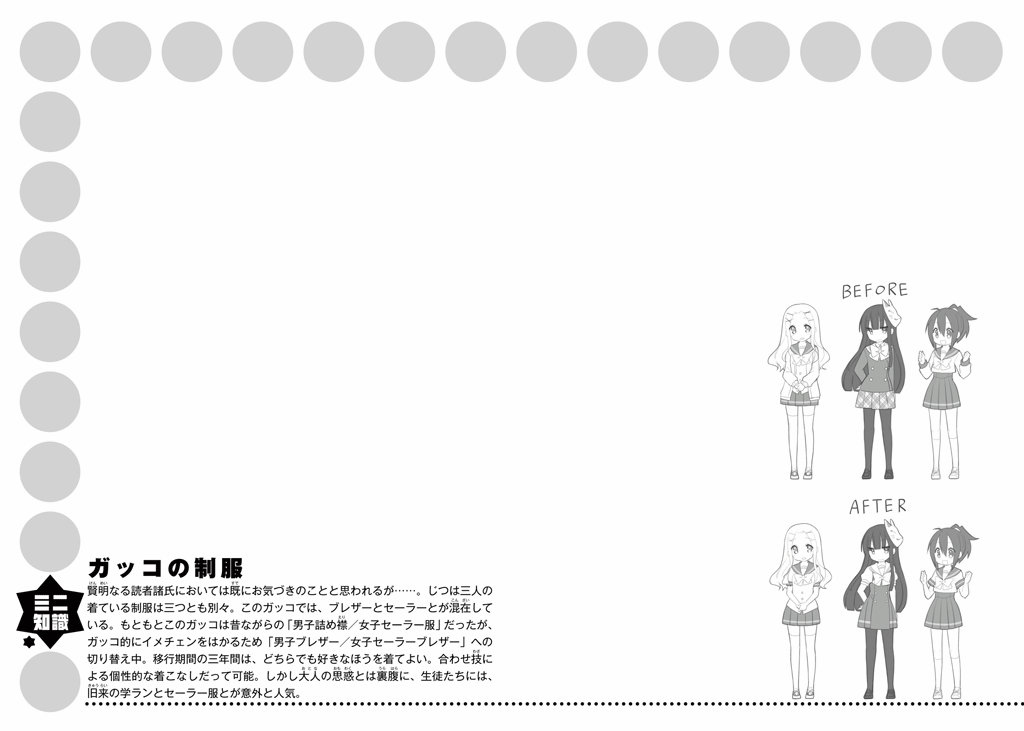 BEFORE
AFTER
ミニ
知識
ガッコの制服
賢明なる読者諸氏においては既にお気づきのことと思われるが……。じつは三人の
着ている制服は三つとも別々。このガッコでは、ブレザーとセーラーとが混在して
いる。もともとこのガッコは昔ながらの「男子詰め襟／女子セーラー服」だったが、
ガッコ的にイメチェンをはかるため「男子ブレザー／女子セーラーブレザー」への
切り替え中。移行期間の三年間は、どちらでも好きなほうを着てよい。合わせ技に
よる個性的な着こなしだって可能。しかし大人の思惑とは裏腹に、生徒たちには、
旧来の学ランとセーラー服とが意外と人気。